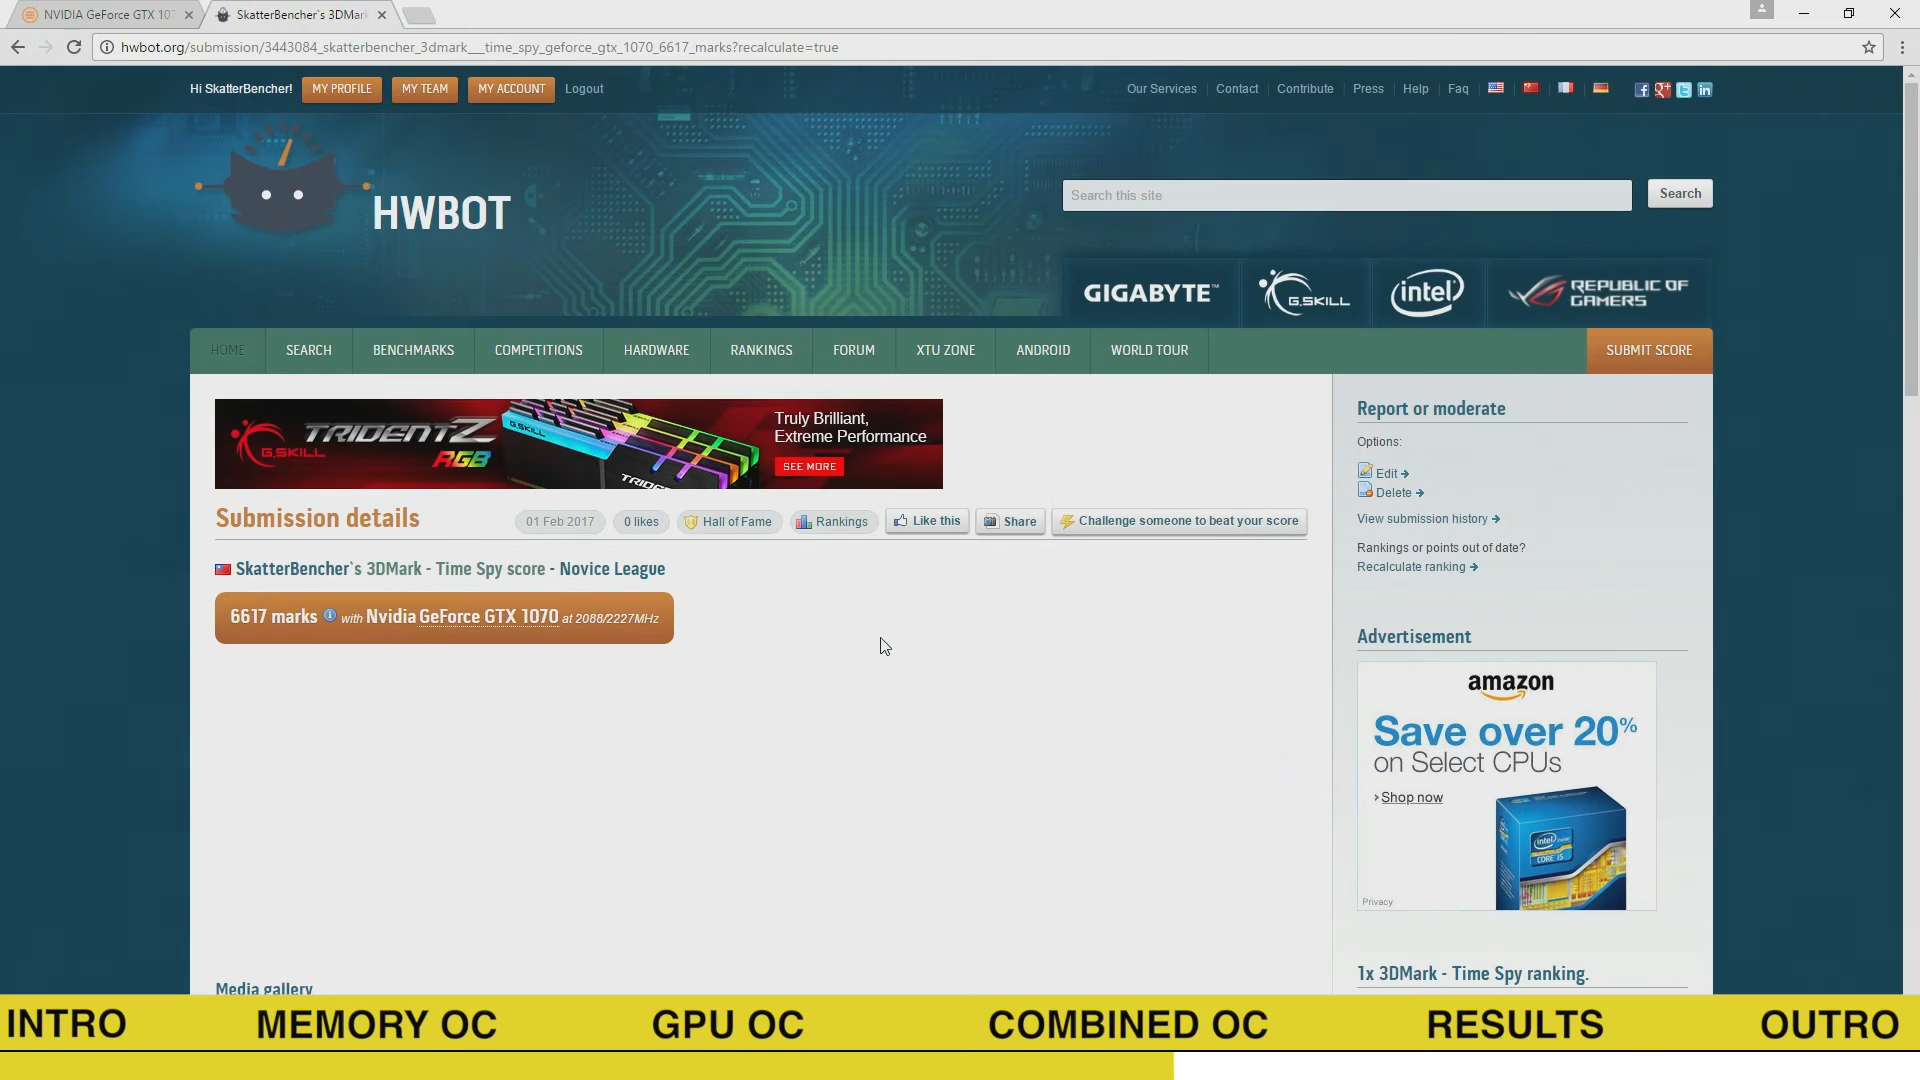 NVIDIA GeForce GTX 107
SkatterBencher`s 3DMar
hwbot.org/submission/3443084_skatterbencher_3dmark___time_spy_geforce_gtx_1070_6617_marks?recalculate=true
Hi SkatterBencher! MY PROFILE MY TEAM MY ACCOUNT Logout
Our Services Contact Contribute Press Help Faq
HWBOT
Search this site Search
GIGABYTE™ G.SKILL intel REPUBLIC OF GAMERS
HOME SEARCH BENCHMARKS COMPETITIONS HARDWARE RANKINGS FORUM XTU ZONE ANDROID WORLD TOUR SUBMIT SCORE
G.SKILL TRIDENTZ RGB
G.SKILL
Truly Brilliant,
Extreme Performance
SEE MORE
Submission details 01 Feb 2017 0 likes Hall of Fame Rankings Like this Share Challenge someone to beat your score
SkatterBencher`s 3DMark - Time Spy score - Novice League
6617 marks with Nvidia GeForce GTX 1070 at 2088/2227MHz
Media gallery
Report or moderate
Options:
Edit
Delete
View submission history
Rankings or points out of date?
Recalculate ranking
Advertisement
amazon
Save over 20%
on Select CPUs
Shop now
intel
CORE i5
Privacy
1x 3DMark - Time Spy ranking.
INTRO MEMORY OC GPU OC COMBINED OC RESULTS OUTRO